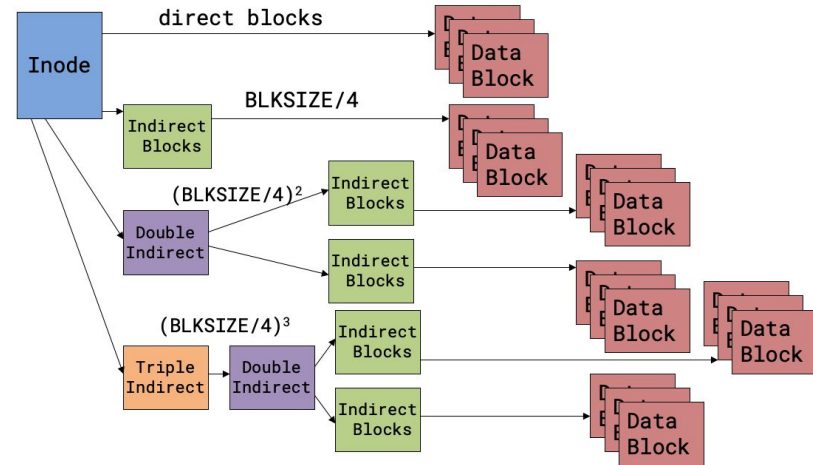 direct blocks
Data
Block
Inode
BLKSIZE/4
Indirect
Blocks
Data
Block
(BLKSIZE/4)²
Indirect
Blocks
Data
Block
Double
Indirect
Indirect
Blocks
Data
Block
(BLKSIZE/4)³
Indirect
Blocks
Data
Block
Triple
Indirect
Double
Indirect
Indirect
Blocks
Data
Block